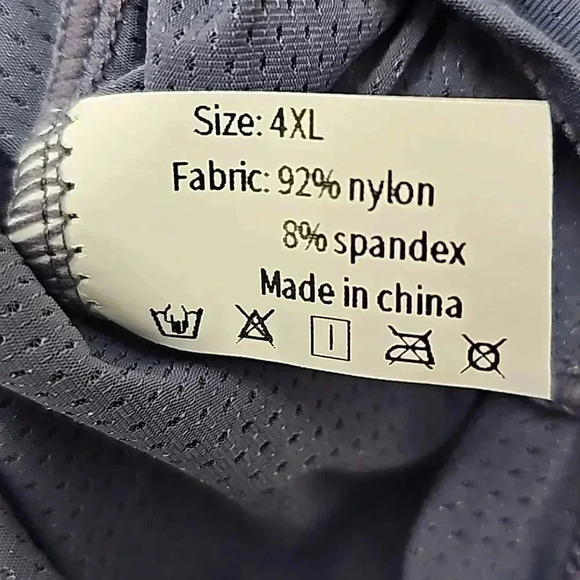 Size: 4XL
Fabric: 92% nylon
8% spandex
Made in china